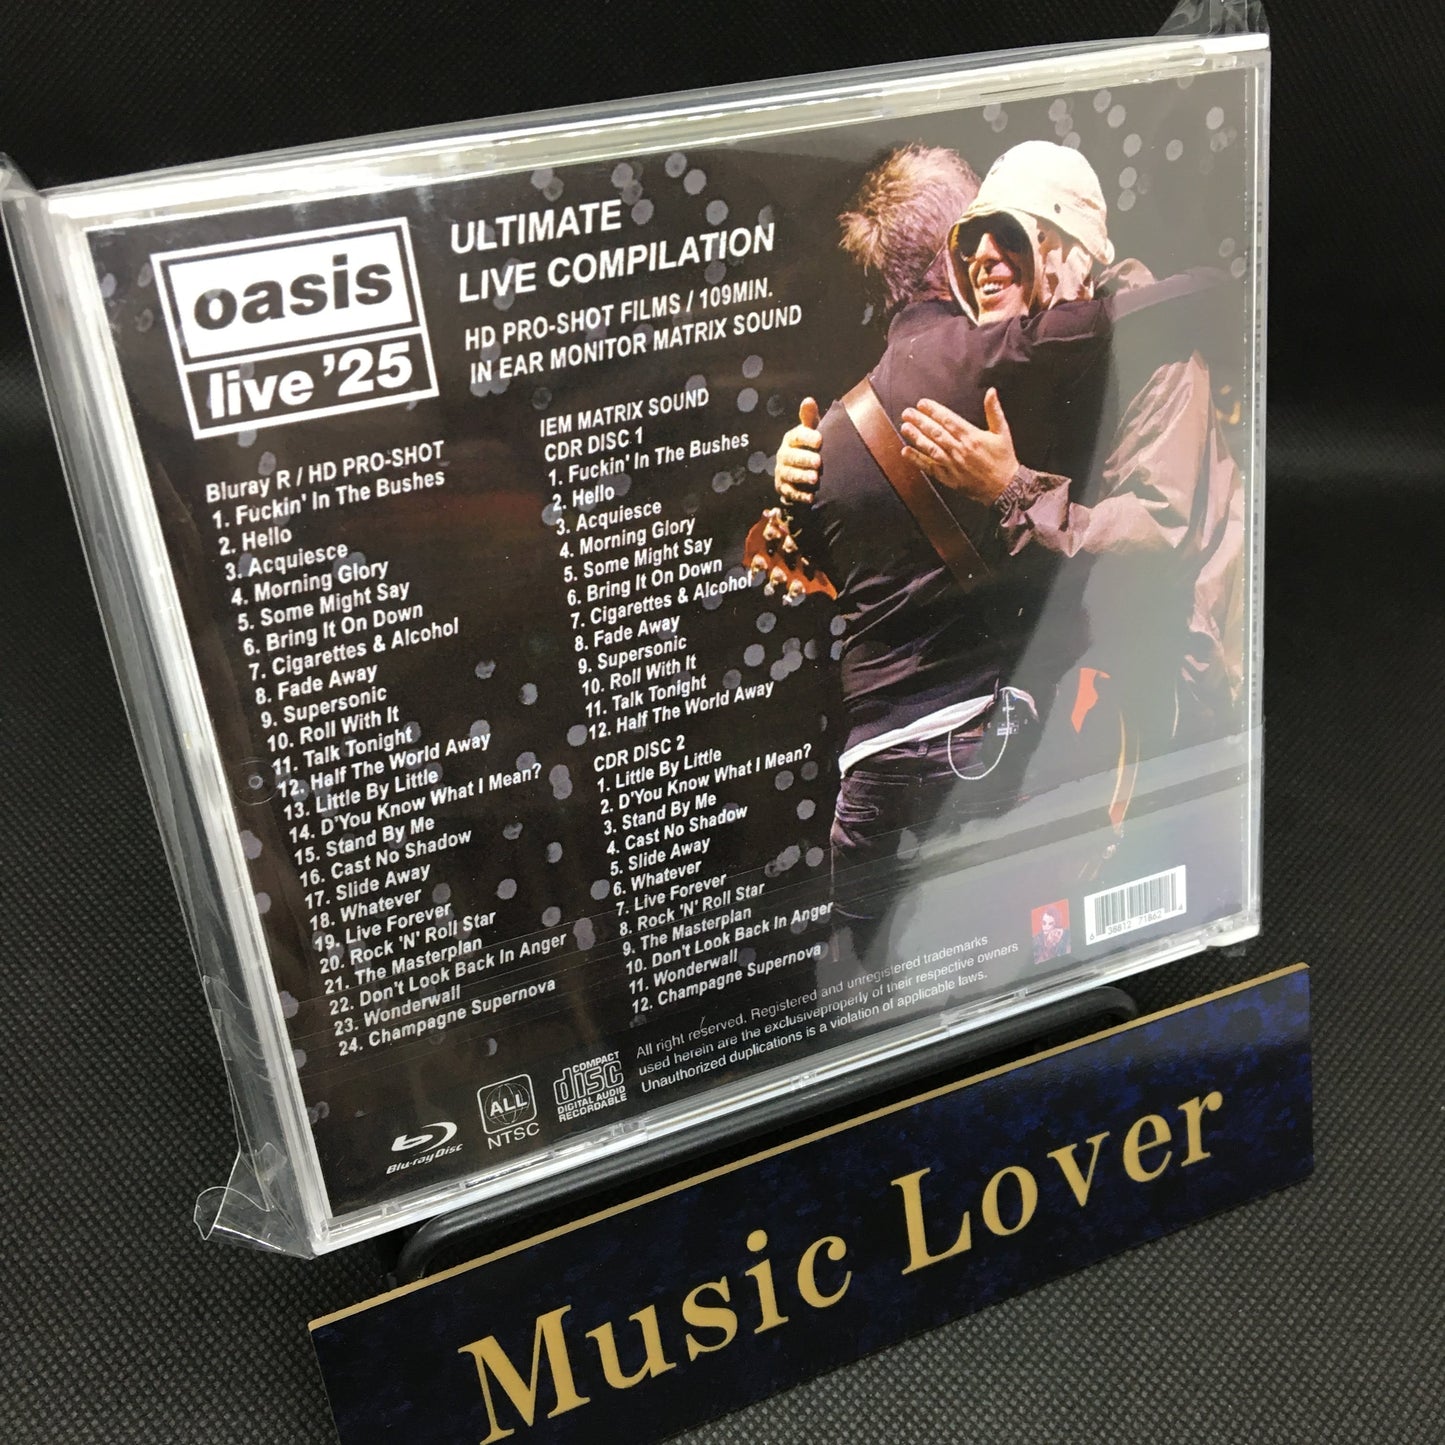 oasis
live '25
ULTIMATE
LIVE COMPILATION
HD PRO-SHOT FILMS / 109MIN.
IN EAR MONITOR MATRIX SOUND
Bluray R / HD PRO-SHOT
1. Fuckin' In The Bushes
2. Hello
3. Acquiesce
4. Morning Glory
5. Some Might Say
6. Bring It On Down
7. Cigarettes & Alcohol
8. Fade Away
9. Supersonic
10. Roll With It
11. Talk Tonight
12. Half The World Away
13. Little By Little
14. D'You Know What I Mean?
15. Stand By Me
16. Cast No Shadow
17. Slide Away
18. Whatever
19. Live Forever
20. Rock 'N' Roll Star
21. The Masterplan
22. Don't Look Back In Anger
23. Wonderwall
24. Champagne Supernova
IEM MATRIX SOUND
CDR DISC 1
1. Fuckin' In The Bushes
2. Hello
3. Acquiesce
4. Morning Glory
5. Some Might Say
6. Bring It On Down
7. Cigarettes & Alcohol
8. Fade Away
9. Supersonic
10. Roll With It
11. Talk Tonight
12. Half The World Away
CDR DISC 2
1. Little By Little
2. D'You Know What I Mean?
3. Stand By Me
4. Cast No Shadow
5. Slide Away
6. Whatever
7. Live Forever
8. Rock 'N' Roll Star
9. The Masterplan
10. Don't Look Back In Anger
11. Wonderwall
12. Champagne Supernova
Blu-ray Disc
ALL
NTSC
COMPACT
disc
DIGITAL AUDIO
RECORDABLE
All right reserved. Registered and unregistered trademarks
used herein are the exclusiveproperly of their respective owners
Unauthorized duplications is a violation of applicable laws.
6 38812 71862 4
Music Lover